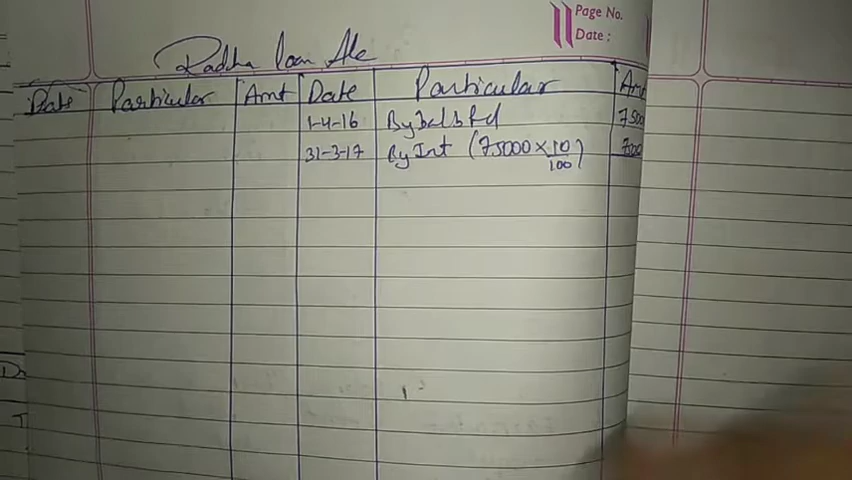 Page No.
Date :
Radha loan A/c
Date Particular Amt Date Particular Amt
1-4-16 By bal b/d 7500
31-3-17 By Int (75000 × 10/100)